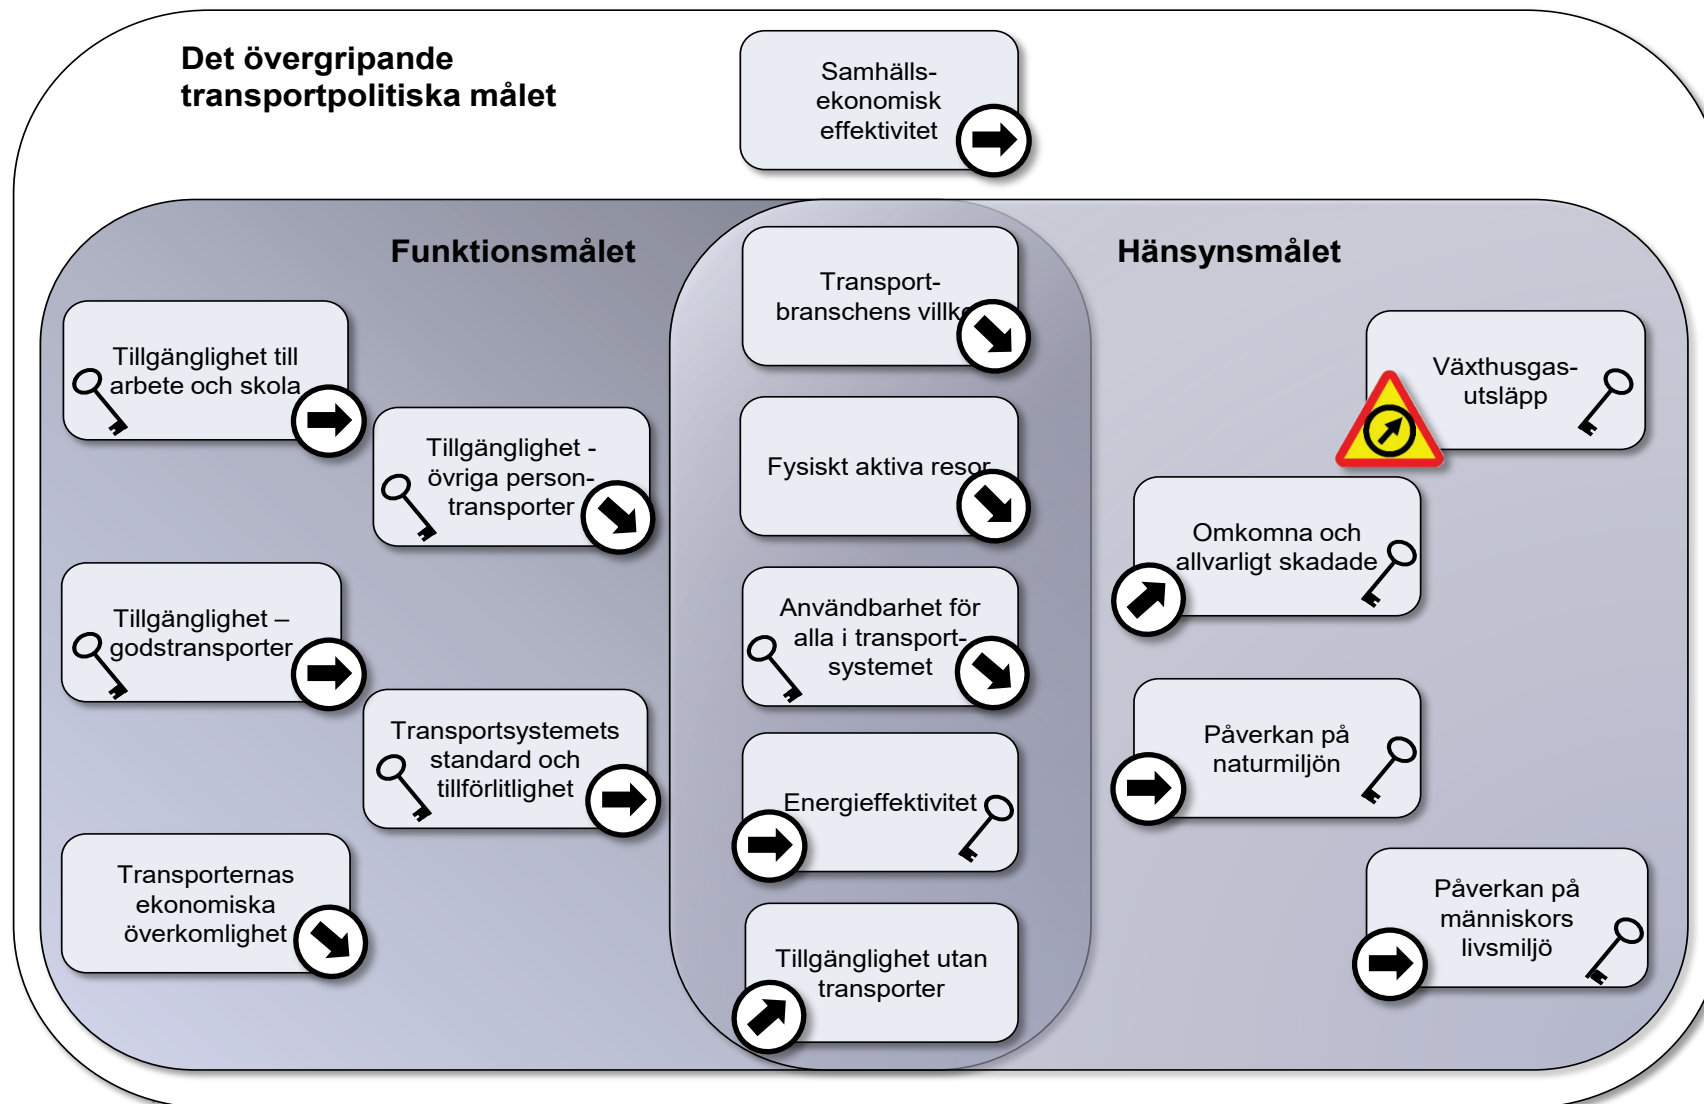 Det övergripande
transportpolitiska målet
Samhälls-
ekonomisk
effektivitet
Funktionsmålet
Hänsynsmålet
Tillgänglighet till
arbete och skola
Tillgänglighet -
övriga person-
transporter
Tillgänglighet –
godstransporter
Transportsystemets
standard och
tillförlitlighet
Transporternas
ekonomiska
överkomlighet
Transport-
branschens villko
Fysiskt aktiva resor
Användbarhet för
alla i transport-
systemet
Energieffektivitet
Tillgänglighet utan
transporter
Växthusgas-
utsläpp
Omkomna och
allvarligt skadade
Påverkan på
naturmiljön
Påverkan på
människors
livsmiljö